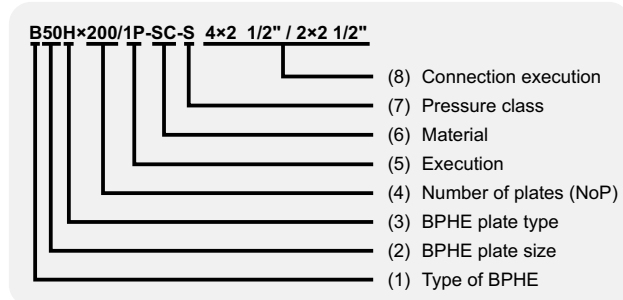 B50H×200/1P-SC-S 4×2 1/2" / 2×2 1/2"
(8) Connection execution
(7) Pressure class
(6) Material
(5) Execution
(4) Number of plates (NoP)
(3) BPHE plate type
(2) BPHE plate size
(1) Type of BPHE